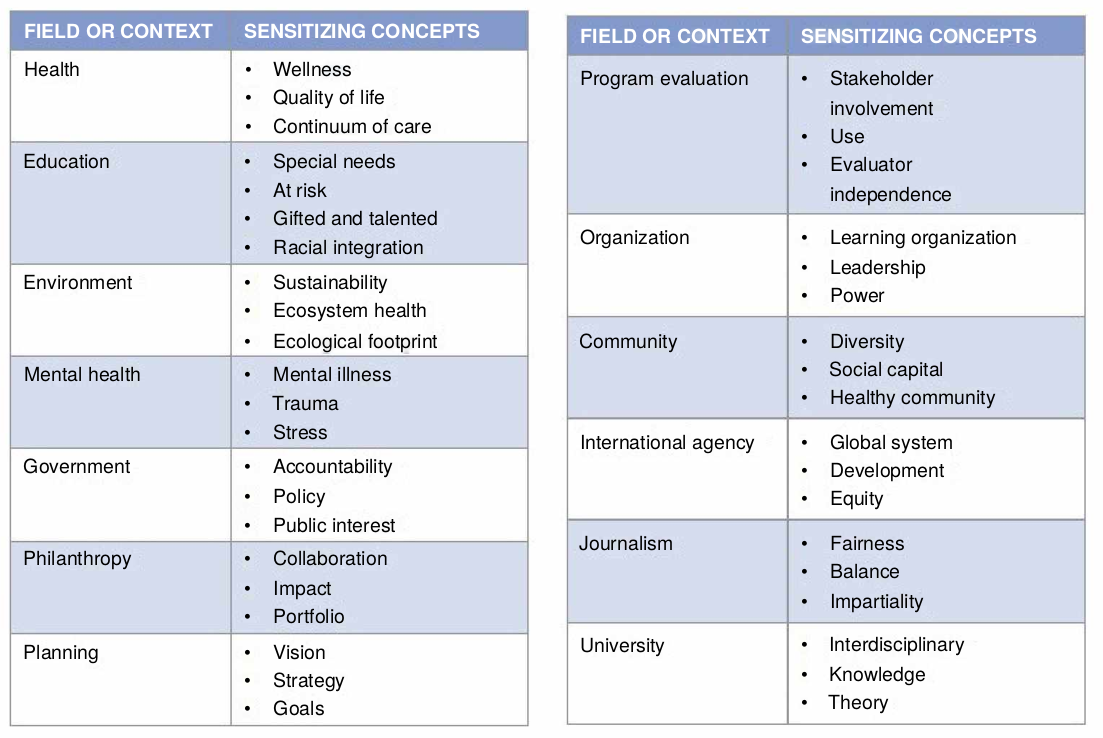 FIELD OR CONTEXT SENSITIZING CONCEPTS
Health • Wellness
• Quality of life
• Continuum of care
Education • Special needs
• At risk
• Gifted and talented
• Racial integration
Environment • Sustainability
• Ecosystem health
• Ecological footprint
Mental health • Mental illness
• Trauma
• Stress
Government • Accountability
• Policy
• Public interest
Philanthropy • Collaboration
• Impact
• Portfolio
Planning • Vision
• Strategy
• Goals
FIELD OR CONTEXT SENSITIZING CONCEPTS
Program evaluation • Stakeholder
involvement
• Use
• Evaluator
independence
Organization • Learning organization
• Leadership
• Power
Community • Diversity
• Social capital
• Healthy community
International agency • Global system
• Development
• Equity
Journalism • Fairness
• Balance
• Impartiality
University • Interdisciplinary
• Knowledge
• Theory